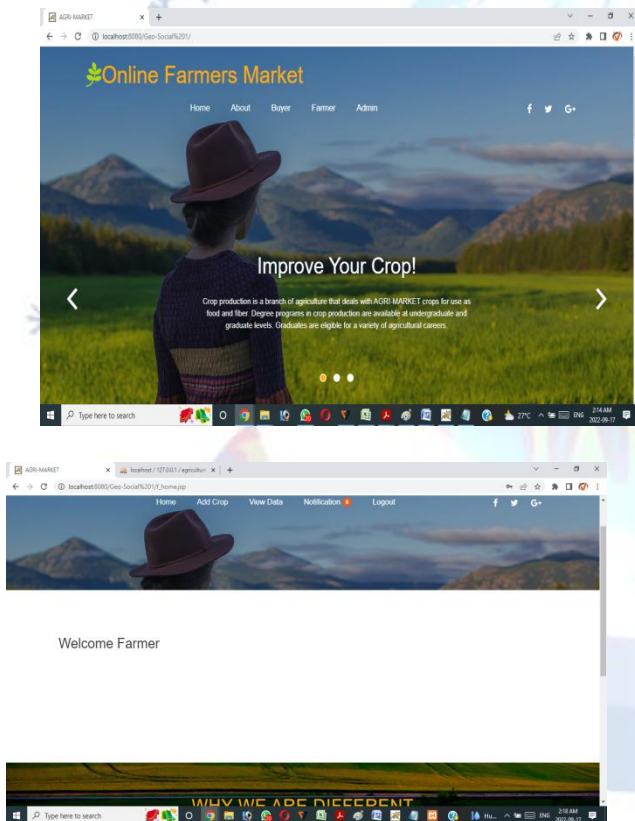 AGRI-MARKET
localhost:8080/Geo-Social%201/
Online Farmers Market
Home About Buyer Farmer Admin
Improve Your Crop!
Crop production is a branch of agriculture that deals with AGRI-MARKET crops for use as
food and fiber. Degree programs in crop production are available at undergraduate and
graduate levels. Graduates are eligible for a variety of agricultural careers.
Type here to search
27°C
ENG
2:14 AM
2022-09-17
AGRI-MARKET
localhost / 127.0.0.1 / agricultur
localhost:8080/Geo-Social%201/f_home.jsp
Home Add Crop View Data Notification Logout
Welcome Farmer
WHY WE ARE DIFFERENT
Type here to search
Hu...
ENG
2:18 AM
2022-09-17